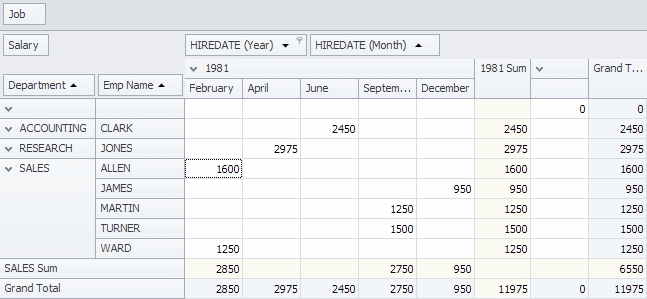 Job
Salary HIREDATE (Year) HIREDATE (Month)
1981 1981 Sum Grand T...
Department Emp Name February April June Septem... December
0 0
ACCOUNTING CLARK 2450 2450 2450
RESEARCH JONES 2975 2975 2975
SALES ALLEN 1600 1600 1600
JAMES 950 950 950
MARTIN 1250 1250 1250
TURNER 1500 1500 1500
WARD 1250 1250 1250
SALES Sum 2850 2750 950 6550
Grand Total 2850 2975 2450 2750 950 11975 0 11975